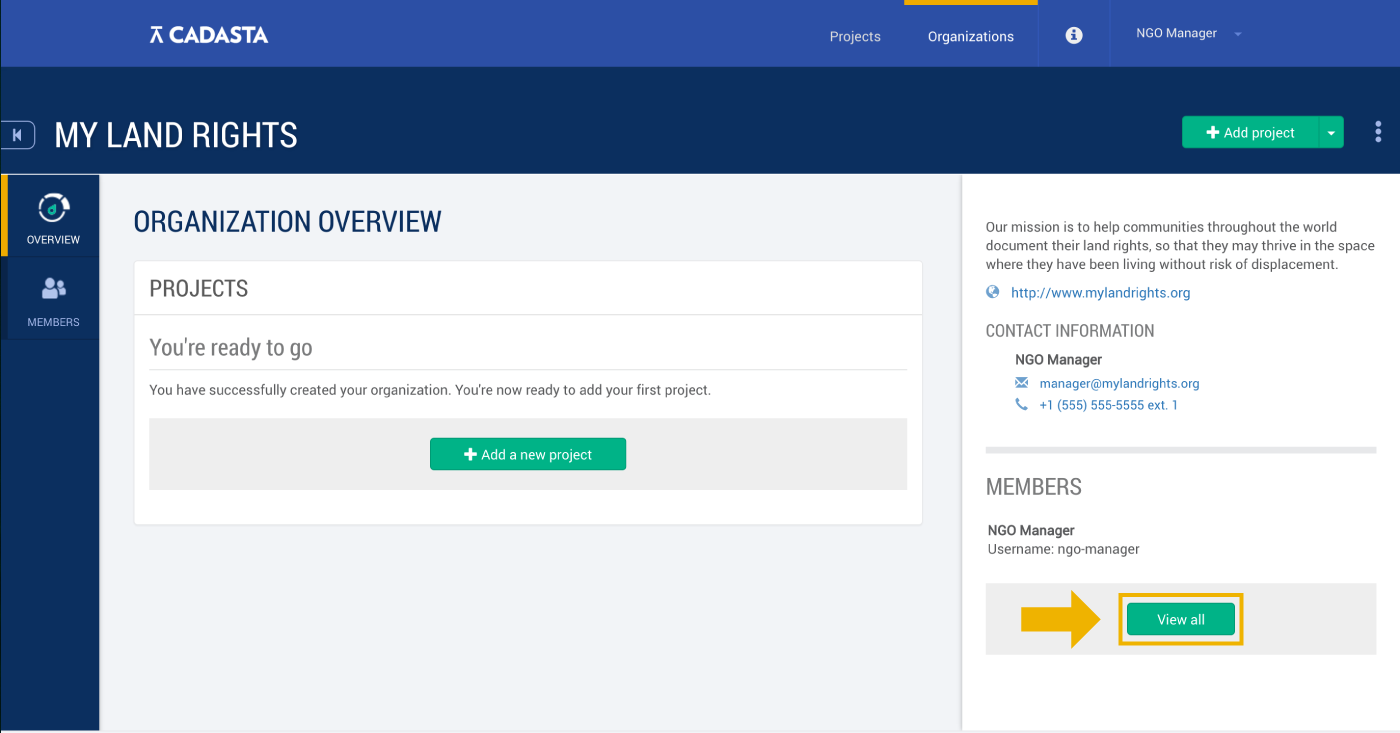 CADASTA
Projects
Organizations
NGO Manager
MY LAND RIGHTS
Add project
OVERVIEW
MEMBERS
ORGANIZATION OVERVIEW
PROJECTS
You're ready to go
You have successfully created your organization. You're now ready to add your first project.
Add a new project
Our mission is to help communities throughout the world
document their land rights, so that they may thrive in the space
where they have been living without risk of displacement.
http://www.mylandrights.org
CONTACT INFORMATION
NGO Manager
manager@mylandrights.org
+1 (555) 555-5555 ext. 1
MEMBERS
NGO Manager
Username: ngo-manager
View all